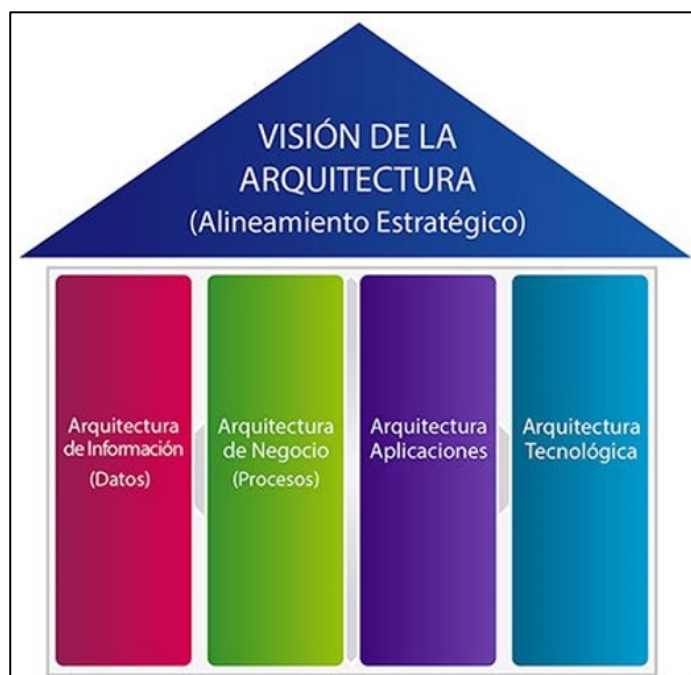 VISIÓN DE LA
ARQUITECTURA
(Alineamiento Estratégico)
Arquitectura
de Información
(Datos)
Arquitectura
de Negocio
(Procesos)
Arquitectura
Aplicaciones
Arquitectura
Tecnológica